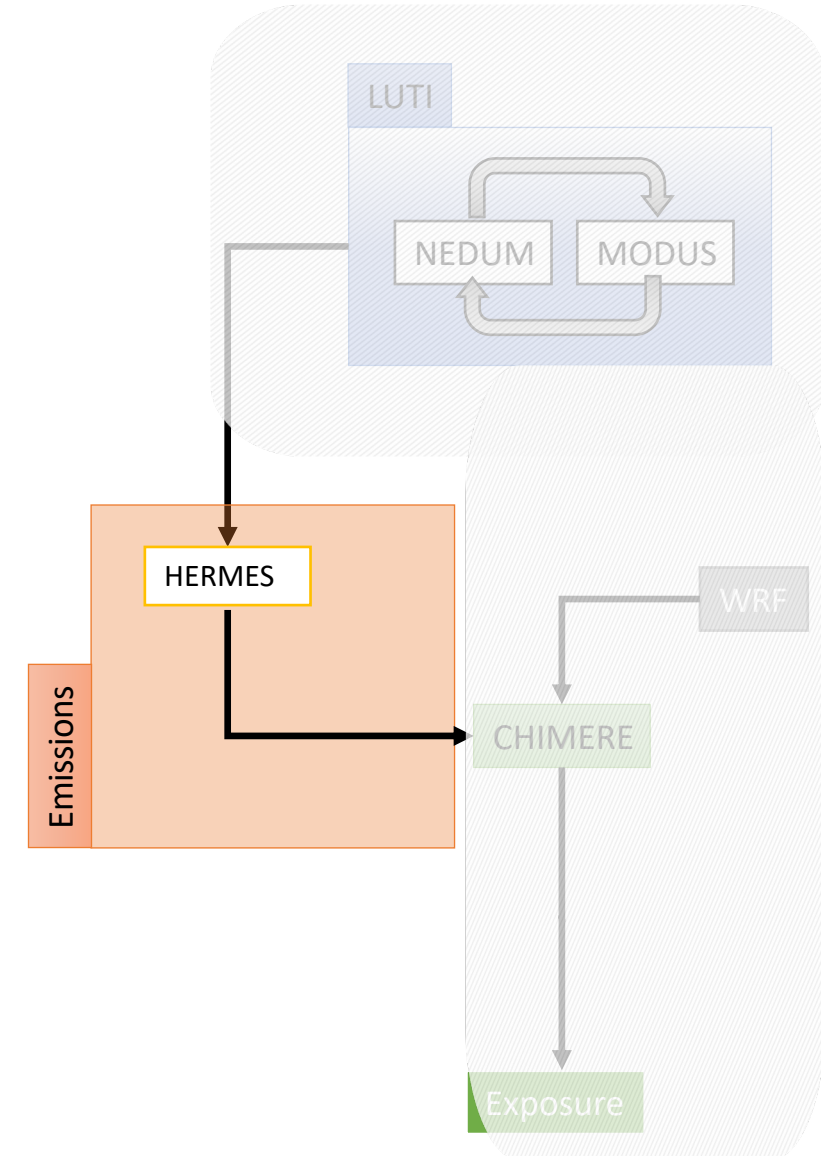 LUTI
NEDUM
MODUS
HERMES
WRF
Emissions
CHIMERE
Exposure